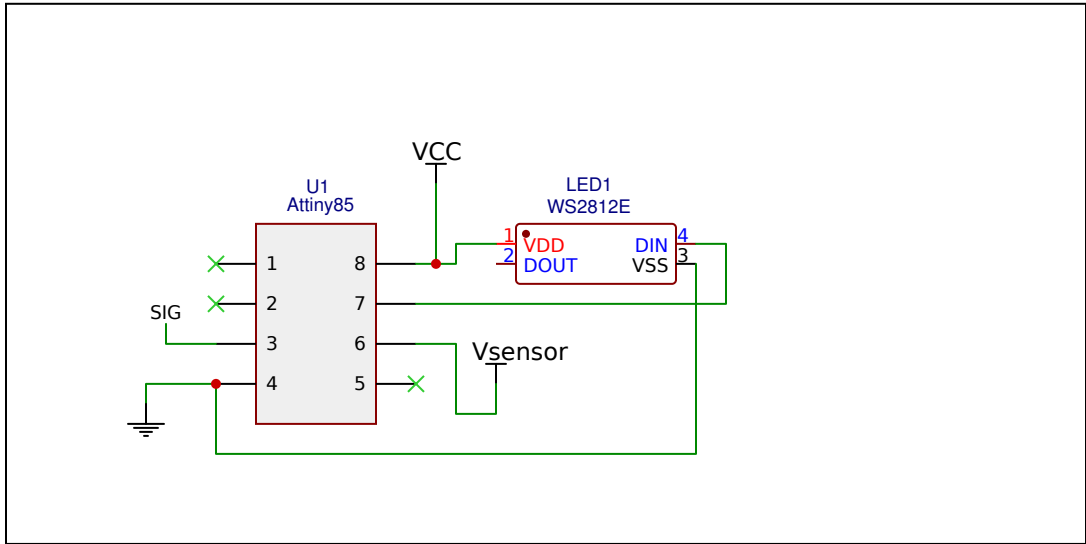 VCC
U1
Attiny85
LED1
WS2812E
1
VDD
DIN
4
2
DOUT
VSS
3
1
8
2
7
SIG
3
6
Vsensor
4
5